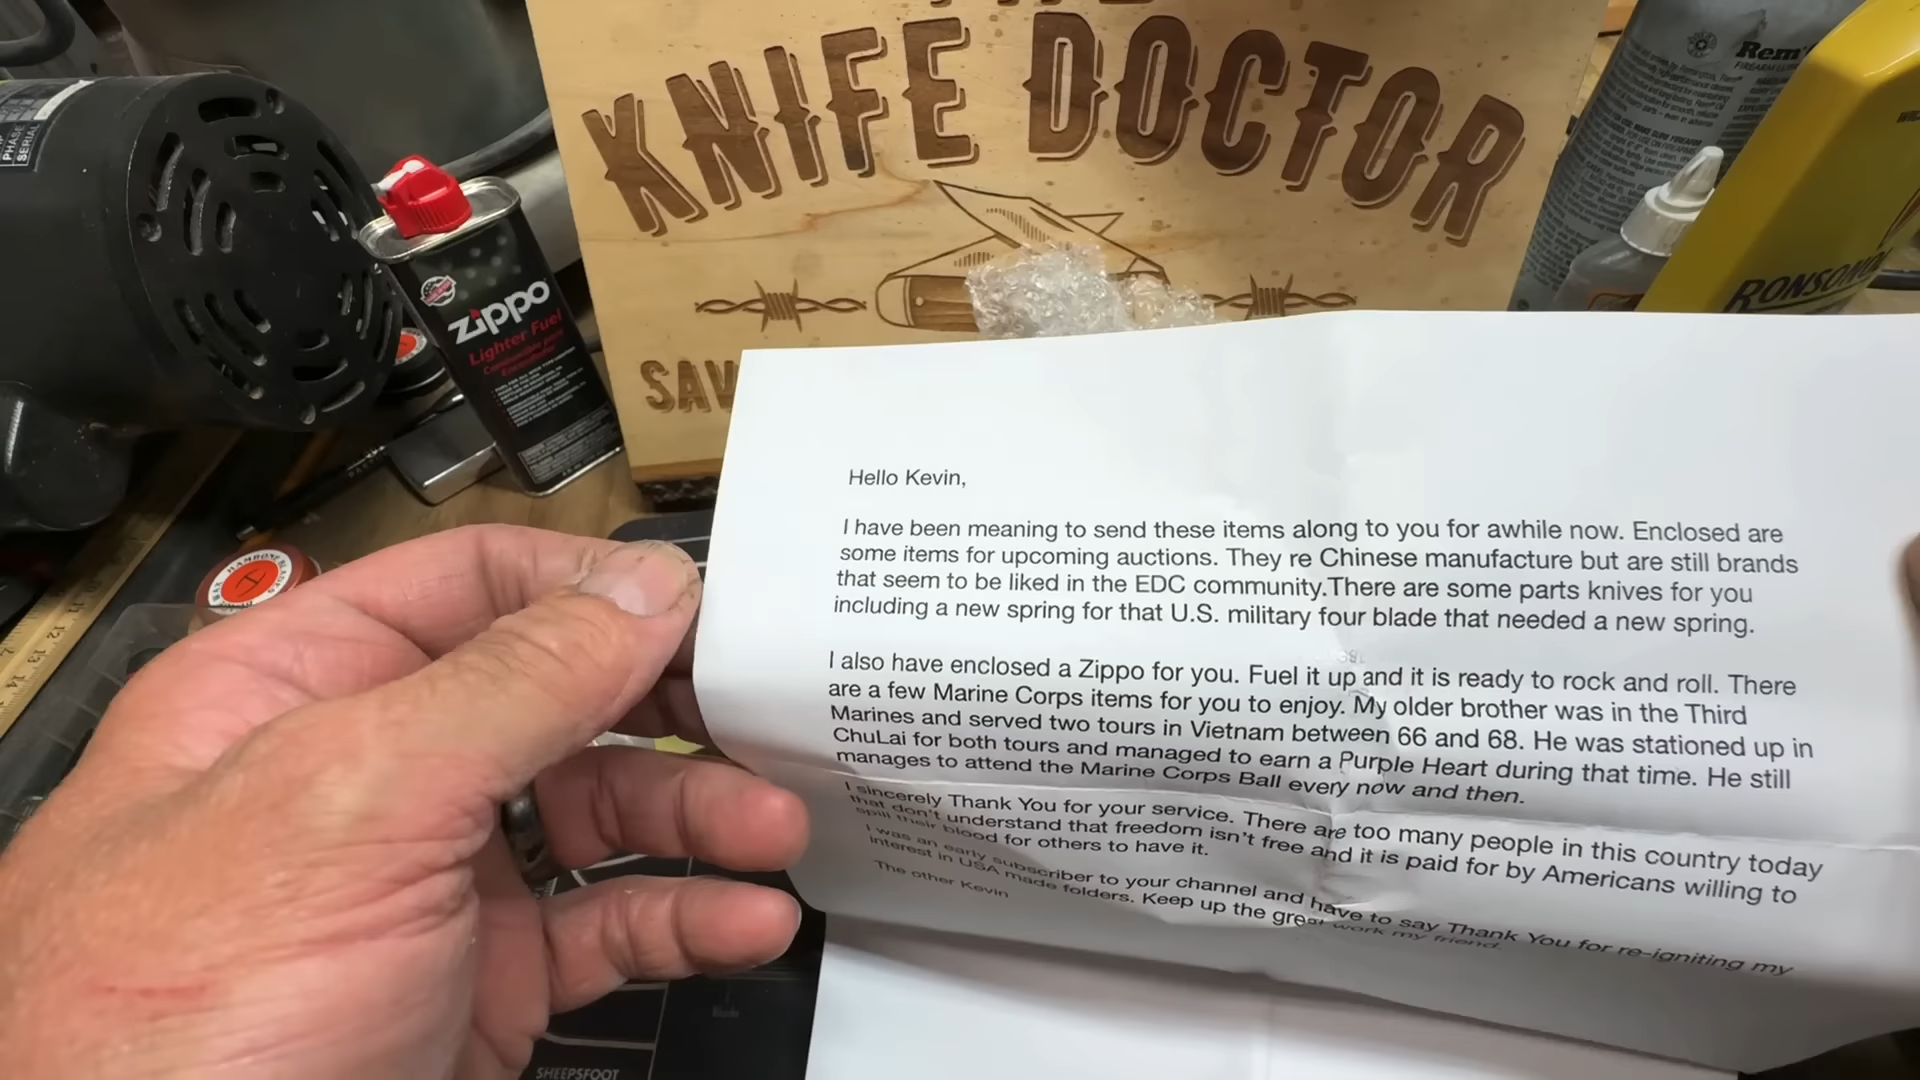 KNIFE DOCTOR
SAV
PHASE
SERIAL
zippo
Lighter Fuel
Rem
RONSONO
Hello Kevin,
I have been meaning to send these items along to you for awhile now. Enclosed are
some items for upcoming auctions. They re Chinese manufacture but are still brands
that seem to be liked in the EDC community.There are some parts knives for you
including a new spring for that U.S. military four blade that needed a new spring.
I also have enclosed a Zippo for you. Fuel it up and it is ready to rock and roll. There
are a few Marine Corps items for you to enjoy. My older brother was in the Third
Marines and served two tours in Vietnam between 66 and 68. He was stationed up in
ChuLai for both tours and managed to earn a Purple Heart during that time. He still
manages to attend the Marine Corps Ball every now and then.
I sincerely Thank You for your service. There are too many people in this country today
that don't understand that freedom isn't free and it is paid for by Americans willing to
spill their blood for others to have it.
I was an early subscriber to your channel and have to say Thank You for re-igniting my
interest in USA made folders. Keep up the great work my friend.
The other Kevin
11 12 13 14
SHEEPSFOOT